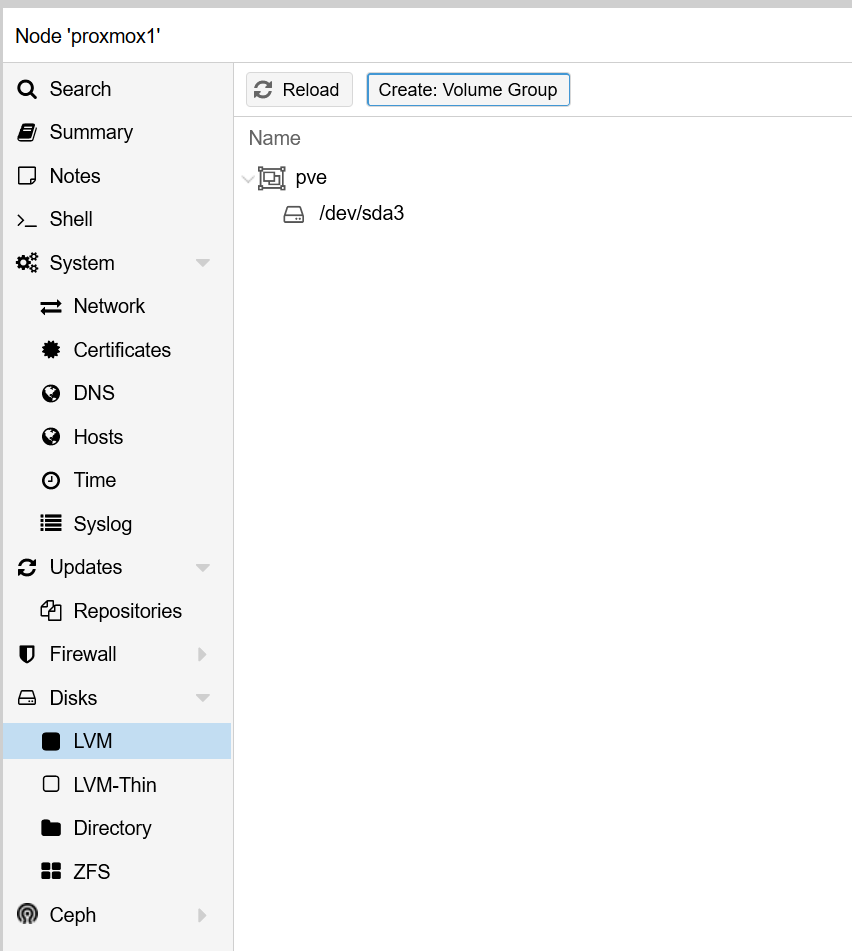 Node 'proxmox1'
Search
Summary
Notes
Shell
System
Network
Certificates
DNS
Hosts
Time
Syslog
Updates
Repositories
Firewall
Disks
LVM
LVM-Thin
Directory
ZFS
Ceph
Reload
Create: Volume Group
Name
pve
/dev/sda3